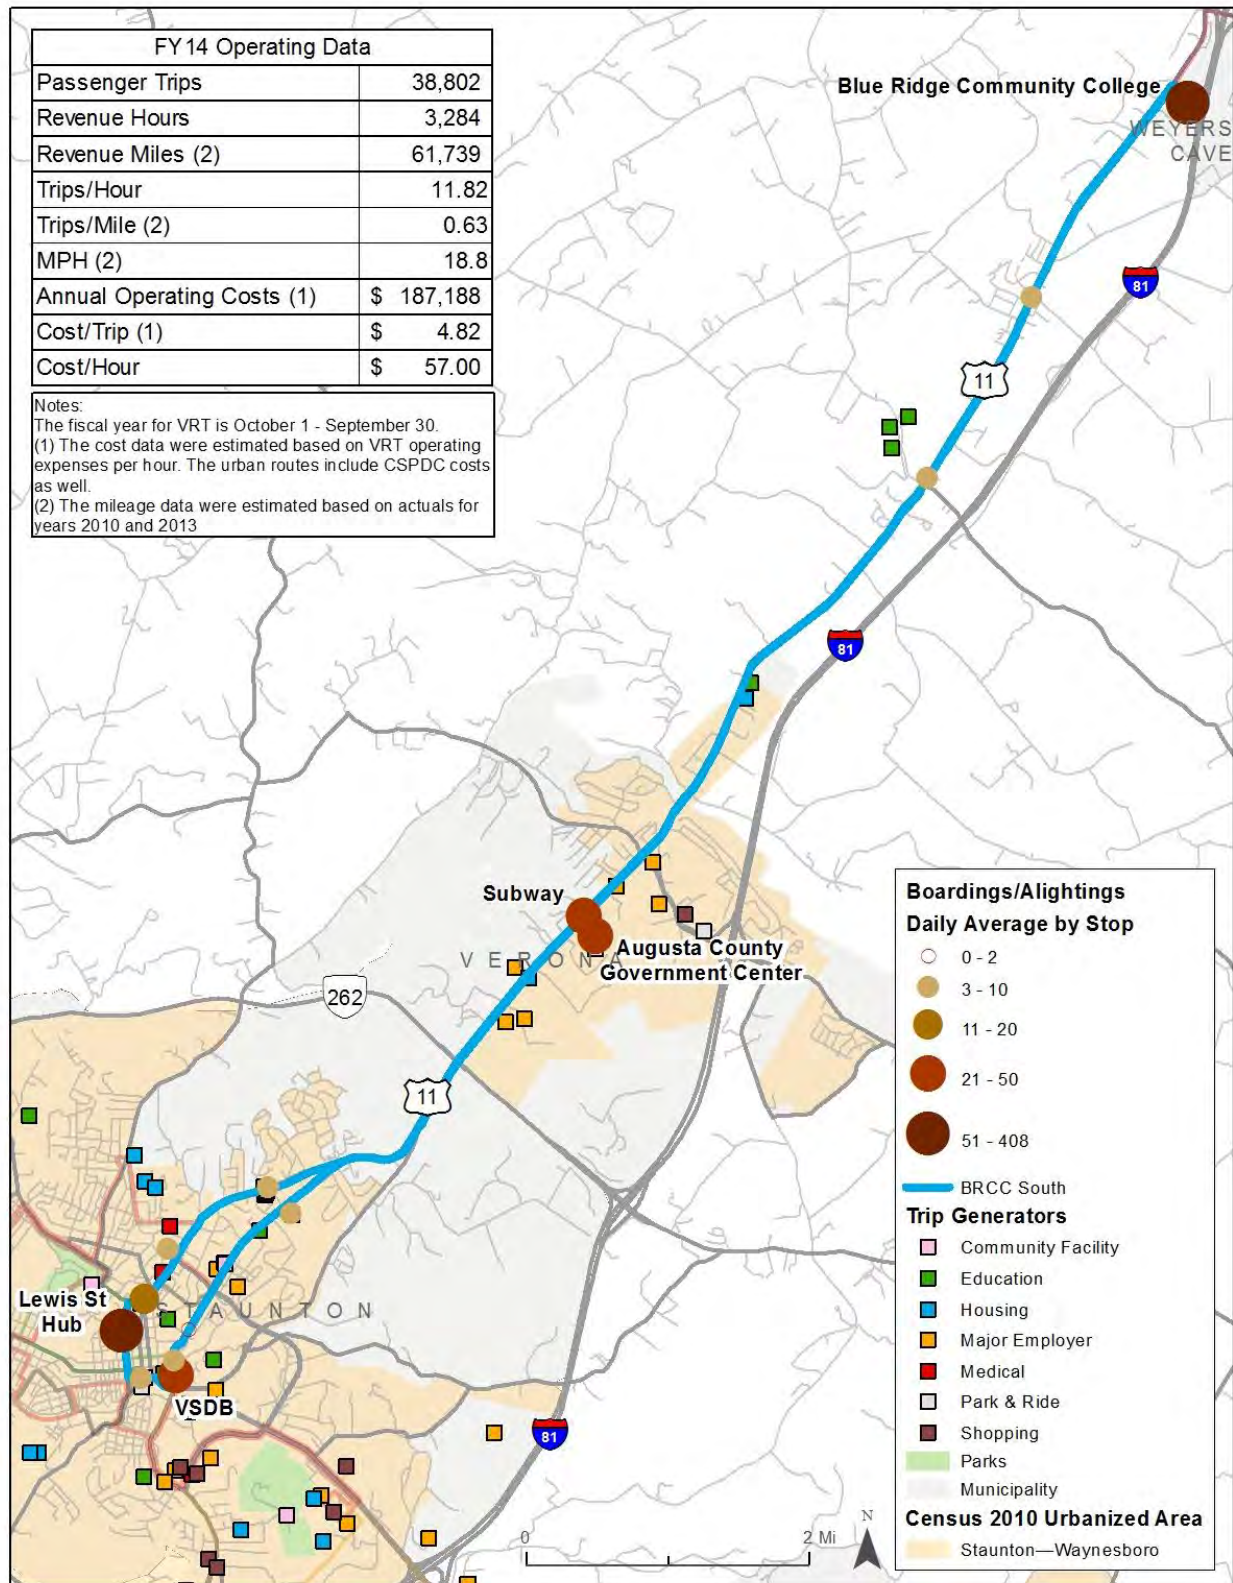 FY14 Operating Data
Passenger Trips 38,802
Revenue Hours 3,284
Revenue Miles (2) 61,739
Trips/Hour 11.82
Trips/Mile (2) 0.63
MPH (2) 18.8
Annual Operating Costs (1) $ 187,188
Cost/Trip (1) $ 4.82
Cost/Hour $ 57.00
Notes:
The fiscal year for VRT is October 1 - September 30.
(1) The cost data were estimated based on VRT operating
expenses per hour. The urban routes include CSPDC costs
as well.
(2) The mileage data were estimated based on actuals for
years 2010 and 2013
Blue Ridge Community College
WEYERS
CAVE
81
11
81
Subway
VERONA
Augusta County
Government Center
262
11
Lewis St
Hub
STAUNTON
VSDB
81
0 2 Mi
N
Boardings/Alightings
Daily Average by Stop
0 - 2
3 - 10
11 - 20
21 - 50
51 - 408
BRCC South
Trip Generators
Community Facility
Education
Housing
Major Employer
Medical
Park & Ride
Shopping
Parks
Municipality
Census 2010 Urbanized Area
Staunton—Waynesboro